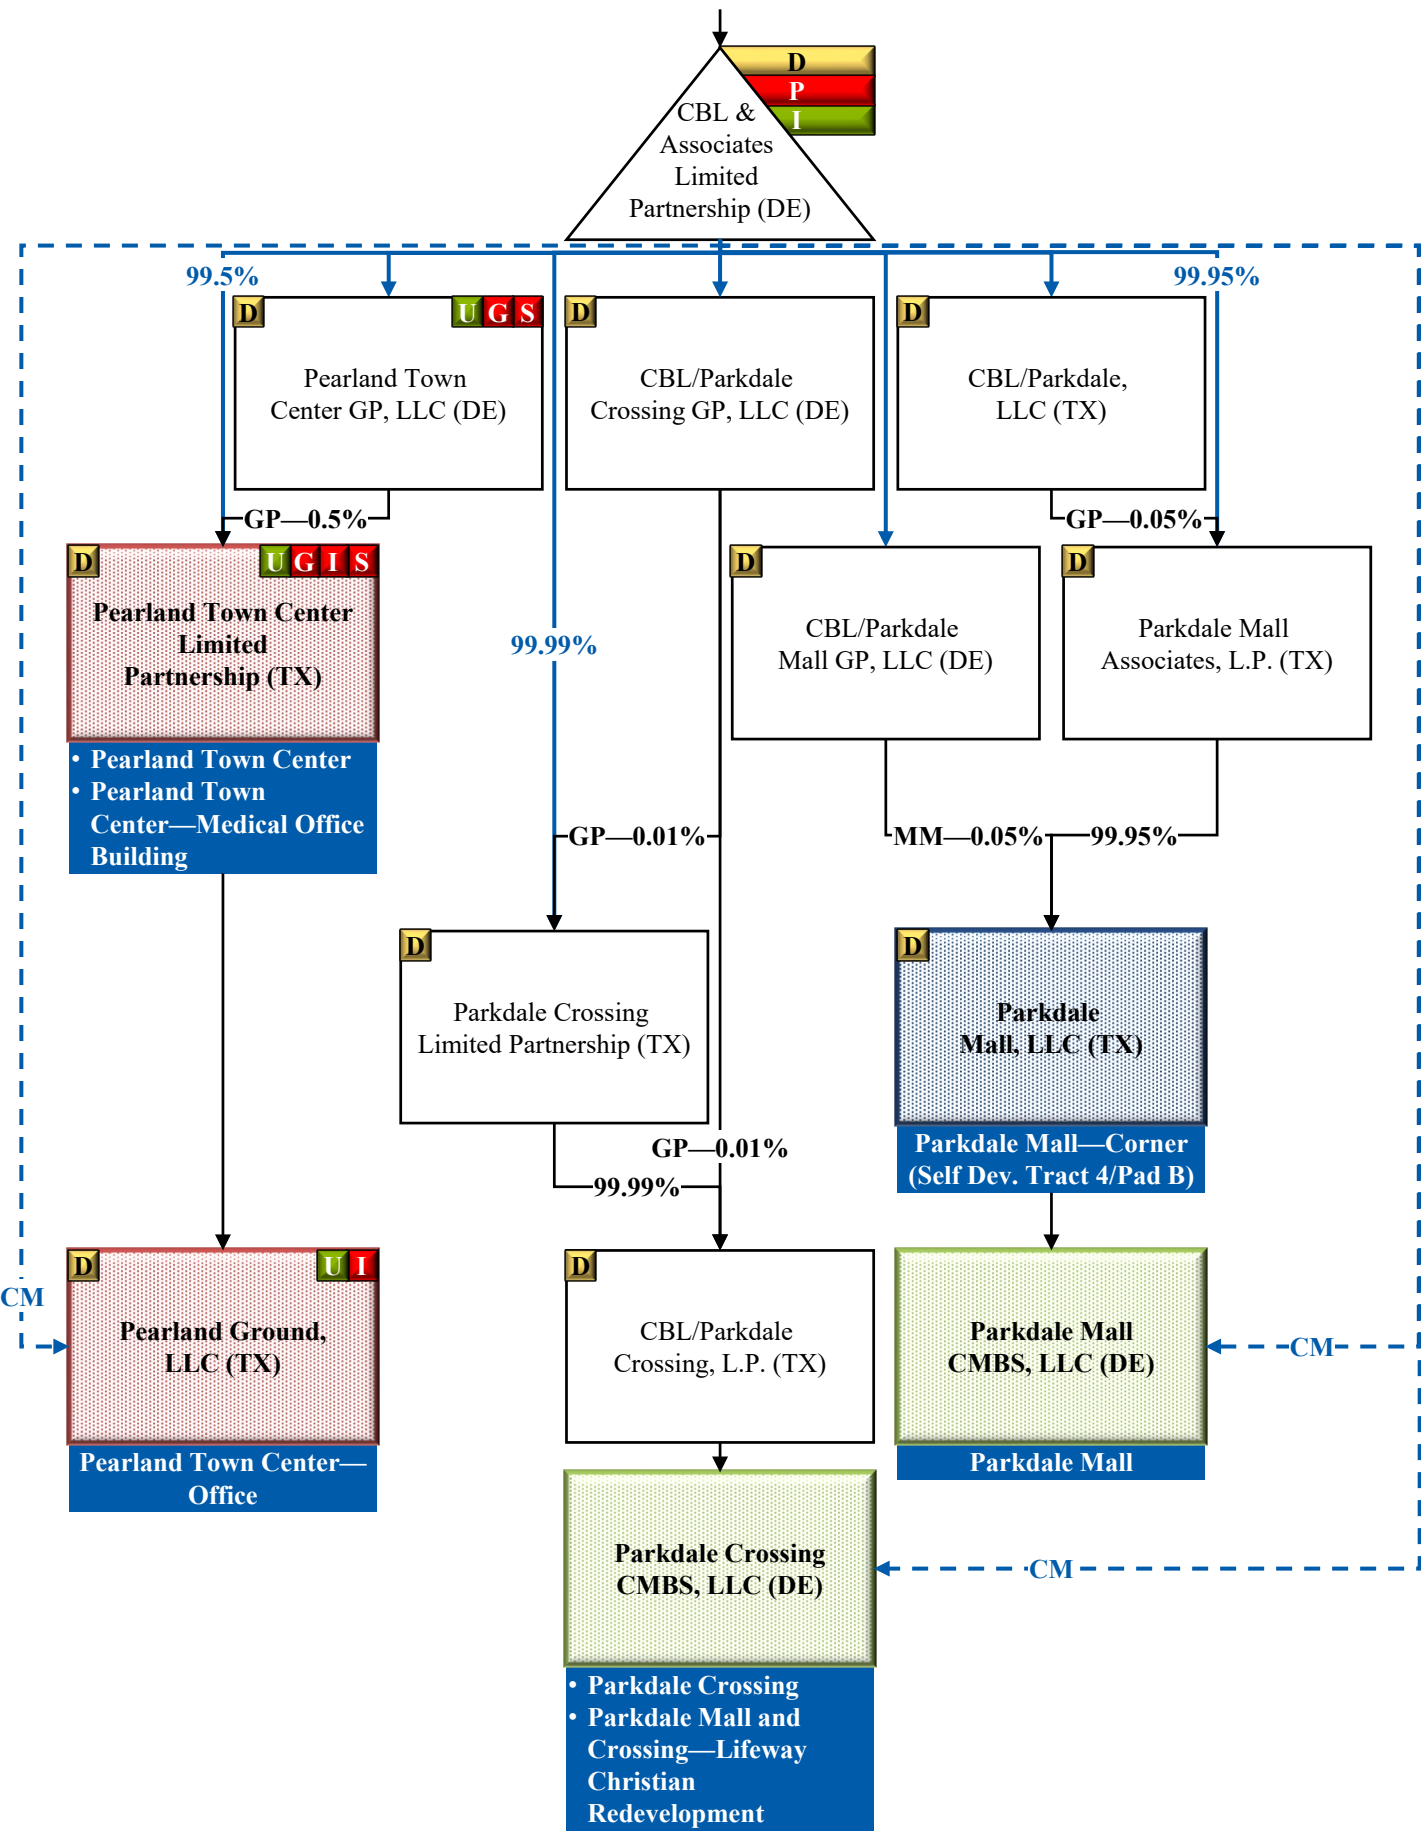 D
P
I
CBL &
Associates
Limited
Partnership (DE)
99.5%
99.95%
D
U G S
Pearland Town
Center GP, LLC (DE)
D
CBL/Parkdale
Crossing GP, LLC (DE)
D
CBL/Parkdale,
LLC (TX)
GP—0.5%
GP—0.05%
D
U G I S
Pearland Town Center
Limited
Partnership (TX)
• Pearland Town Center
• Pearland Town
Center—Medical Office
Building
99.99%
D
CBL/Parkdale
Mall GP, LLC (DE)
D
Parkdale Mall
Associates, L.P. (TX)
GP—0.01%
MM—0.05%
99.95%
D
Parkdale Crossing
Limited Partnership (TX)
D
Parkdale
Mall, LLC (TX)
Parkdale Mall—Corner
(Self Dev. Tract 4/Pad B)
GP—0.01%
99.99%
CM
D
U I
Pearland Ground,
LLC (TX)
Pearland Town Center—
Office
D
CBL/Parkdale
Crossing, L.P. (TX)
Parkdale Mall
CMBS, LLC (DE)
Parkdale Mall
CM
Parkdale Crossing
CMBS, LLC (DE)
CM
• Parkdale Crossing
• Parkdale Mall and
Crossing—Lifeway
Christian
Redevelopment